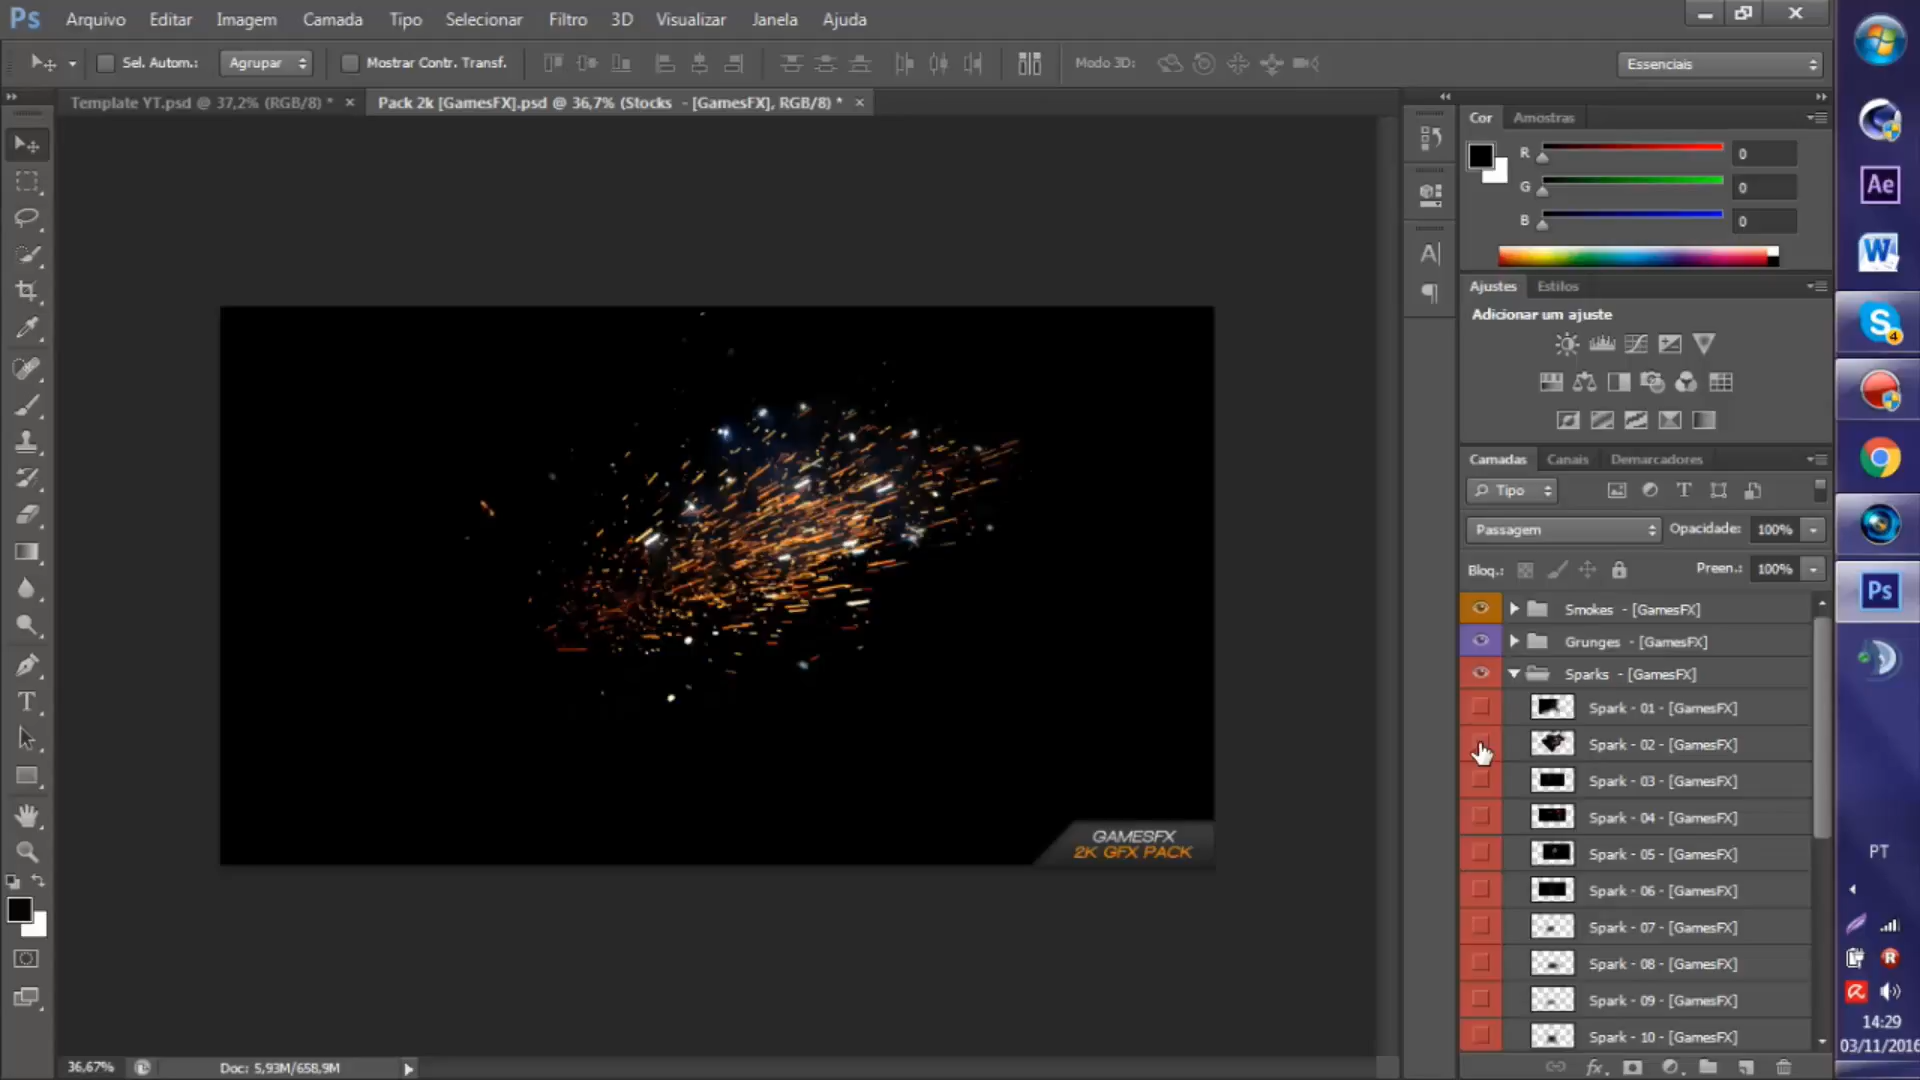 Ps Arquivo Editar Imagem Camada Tipo Selecionar Filtro 3D Visualizar Janela Ajuda
Sel. Autom.: Agrupar Mostrar Contr. Transf. Modo 3D: Essenciais
Template YT.psd @ 37,2% (RGB/8) * Pack 2k [GamesFX].psd @ 36,7% (Stocks - [GamesFX], RGB/8) *
Cor Amostras
R 0
G 0
B 0
Ajustes Estilos
Adicionar um ajuste
Camadas Canais Demarcadores
Tipo
Passagem Opacidade: 100%
Bloq.: Preen.: 100%
Smokes - [GamesFX]
Grunges - [GamesFX]
Sparks - [GamesFX]
Spark - 01 - [GamesFX]
Spark - 02 - [GamesFX]
Spark - 03 - [GamesFX]
Spark - 04 - [GamesFX]
Spark - 05 - [GamesFX]
Spark - 06 - [GamesFX]
Spark - 07 - [GamesFX]
Spark - 08 - [GamesFX]
Spark - 09 - [GamesFX]
Spark - 10 - [GamesFX]
GAMESFX
2K GFX PACK
36,67% Doc: 5,93M/658,9M
Ae
W
S
4
Ps
PT
14:29
03/11/2016